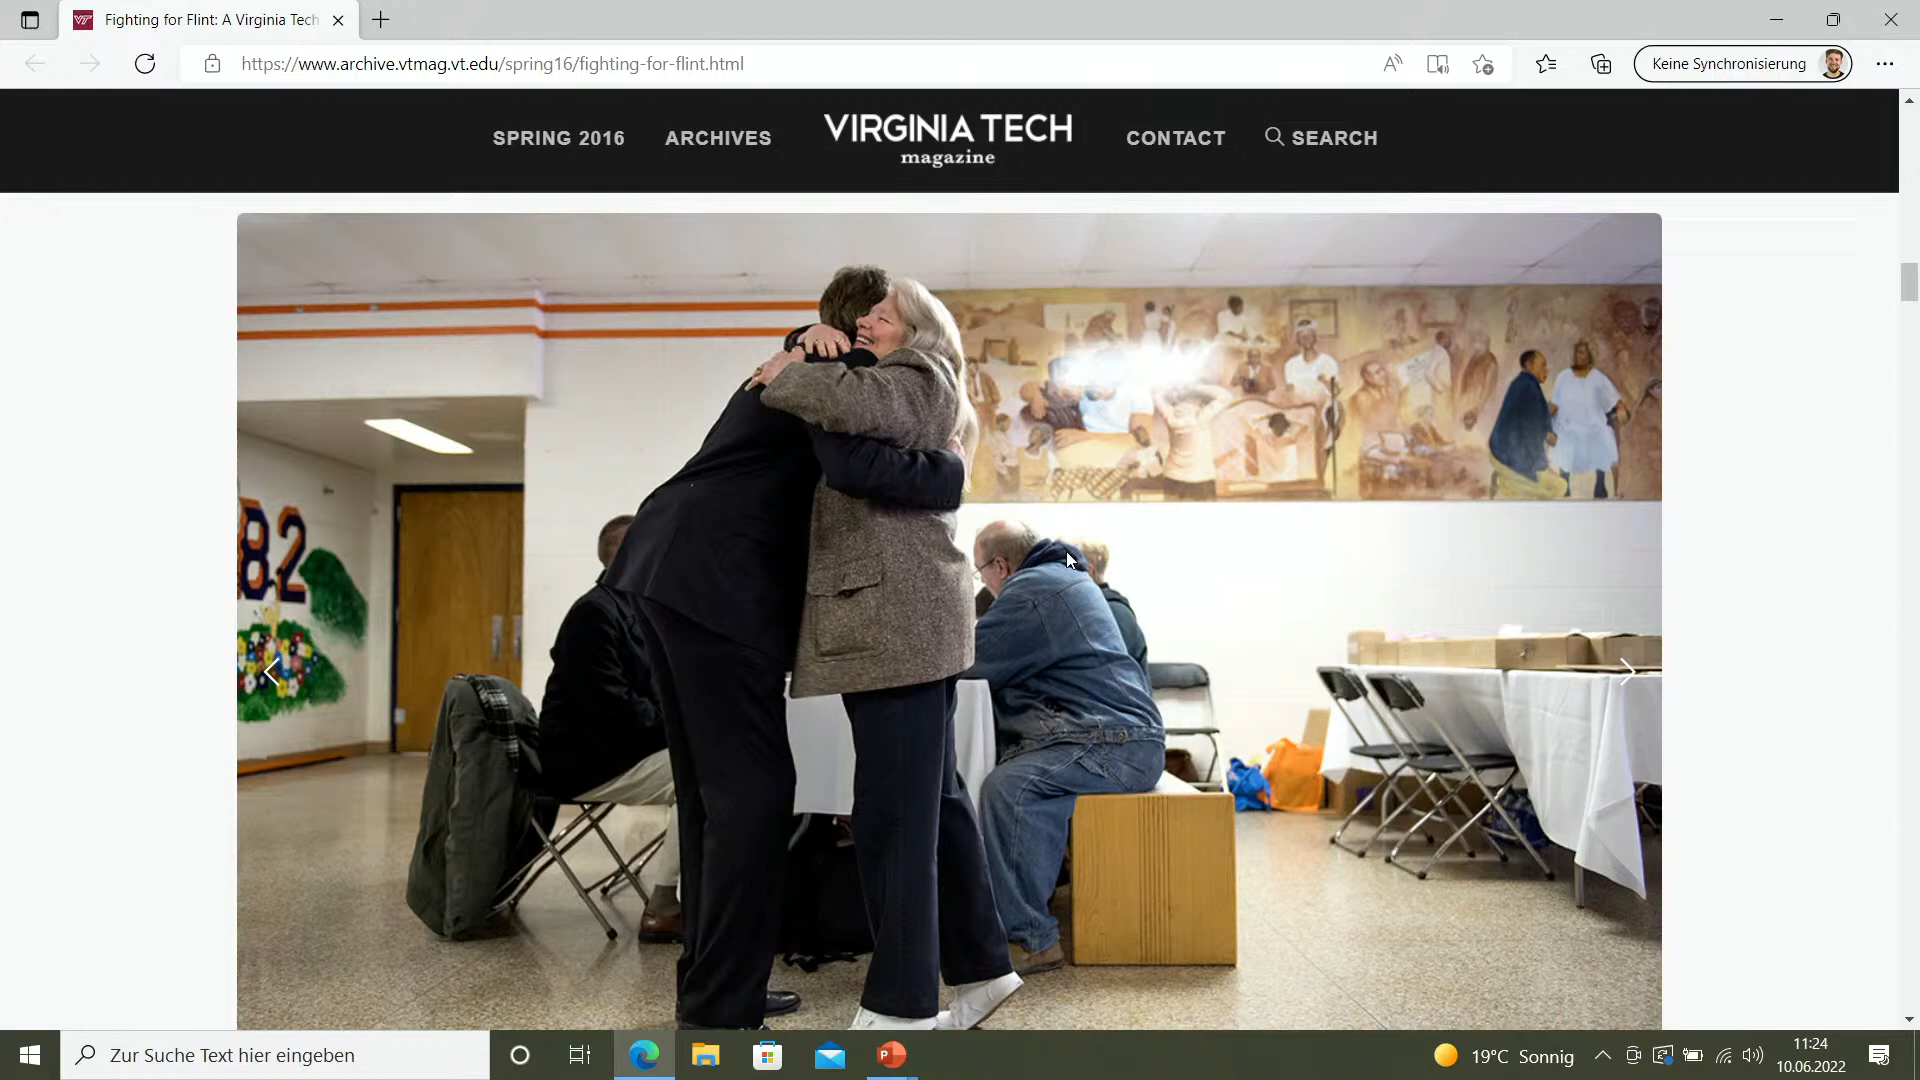 Fighting for Flint: A Virginia Tech
https://www.archive.vtmag.vt.edu/spring16/fighting-for-flint.html
Keine Synchronisierung
SPRING 2016
ARCHIVES
VIRGINIA TECH
magazine
CONTACT
SEARCH
82
Zur Suche Text hier eingeben
19°C Sonnig
11:24
10.06.2022